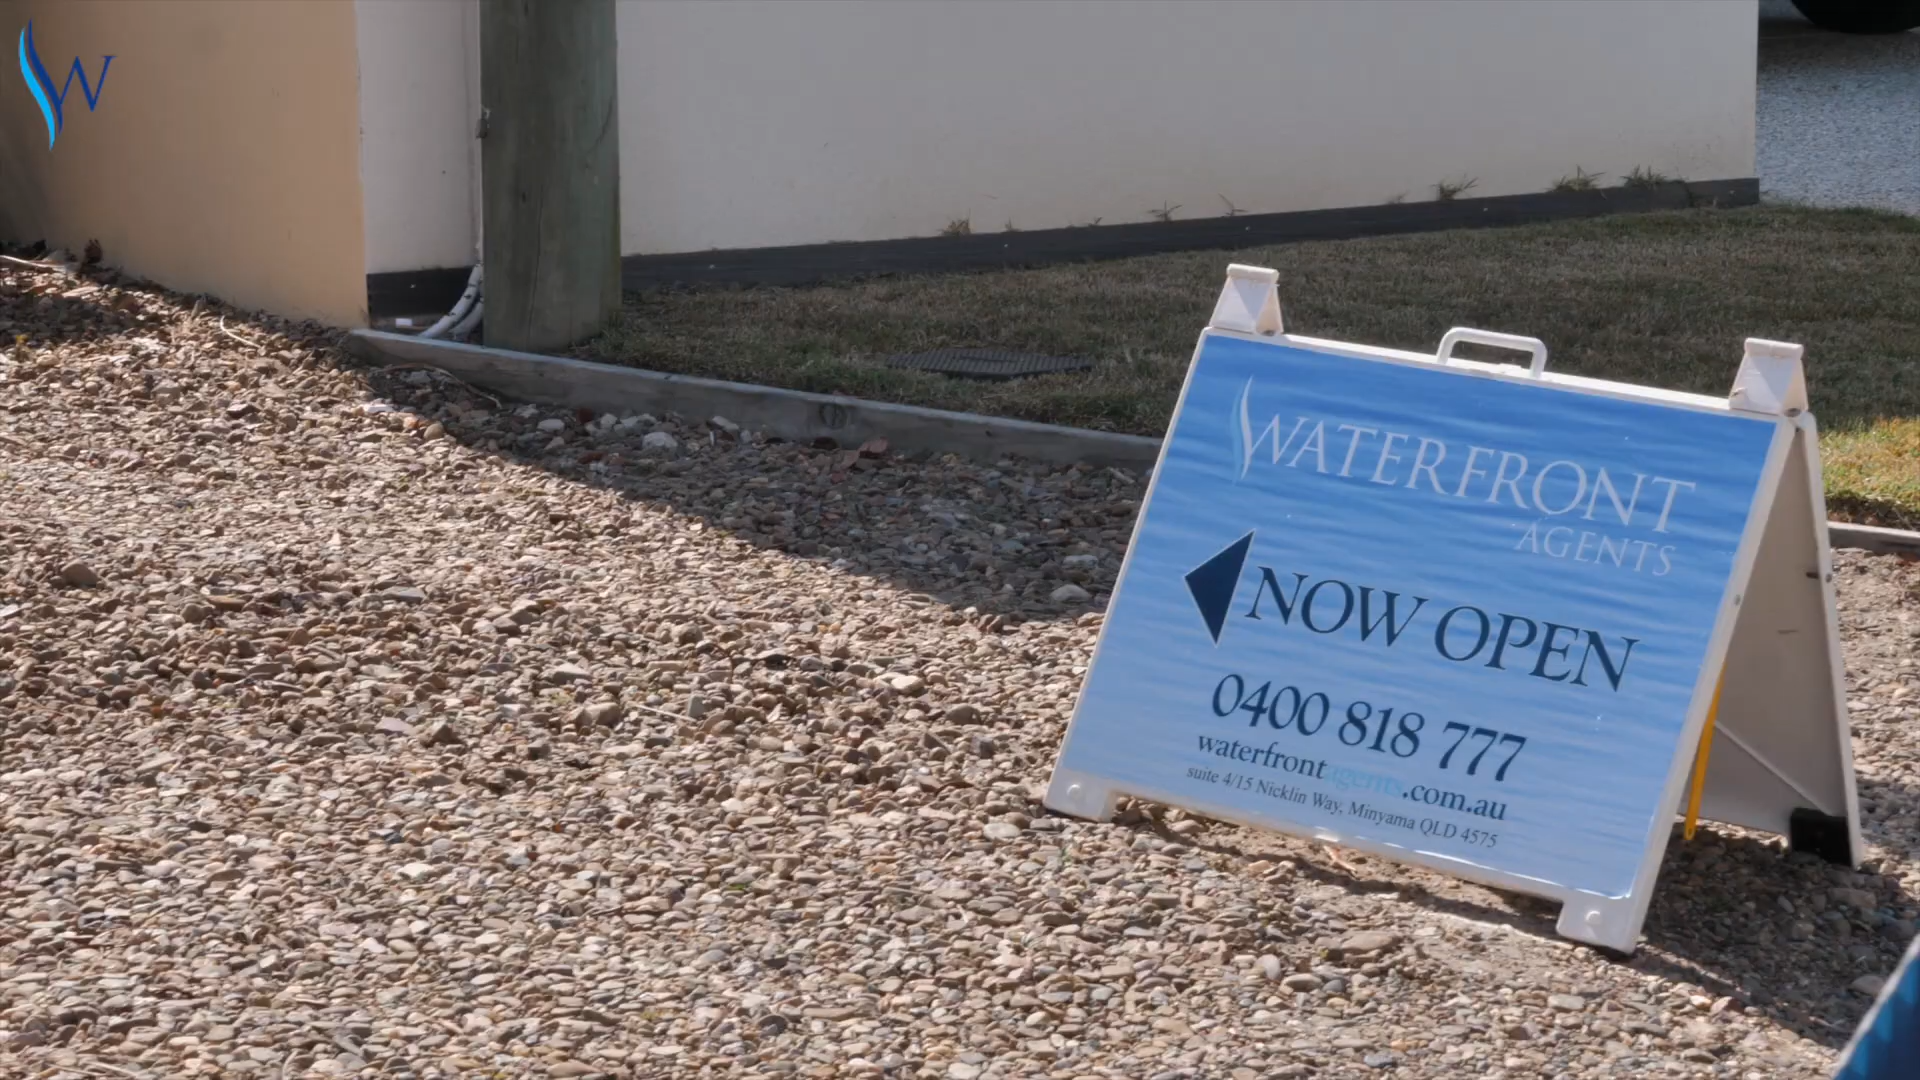 W
WATERFRONT
AGENTS
NOW OPEN
0400 818 777
waterfrontagents.com.au
suite 4/15 Nicklin Way, Minyama QLD 4575